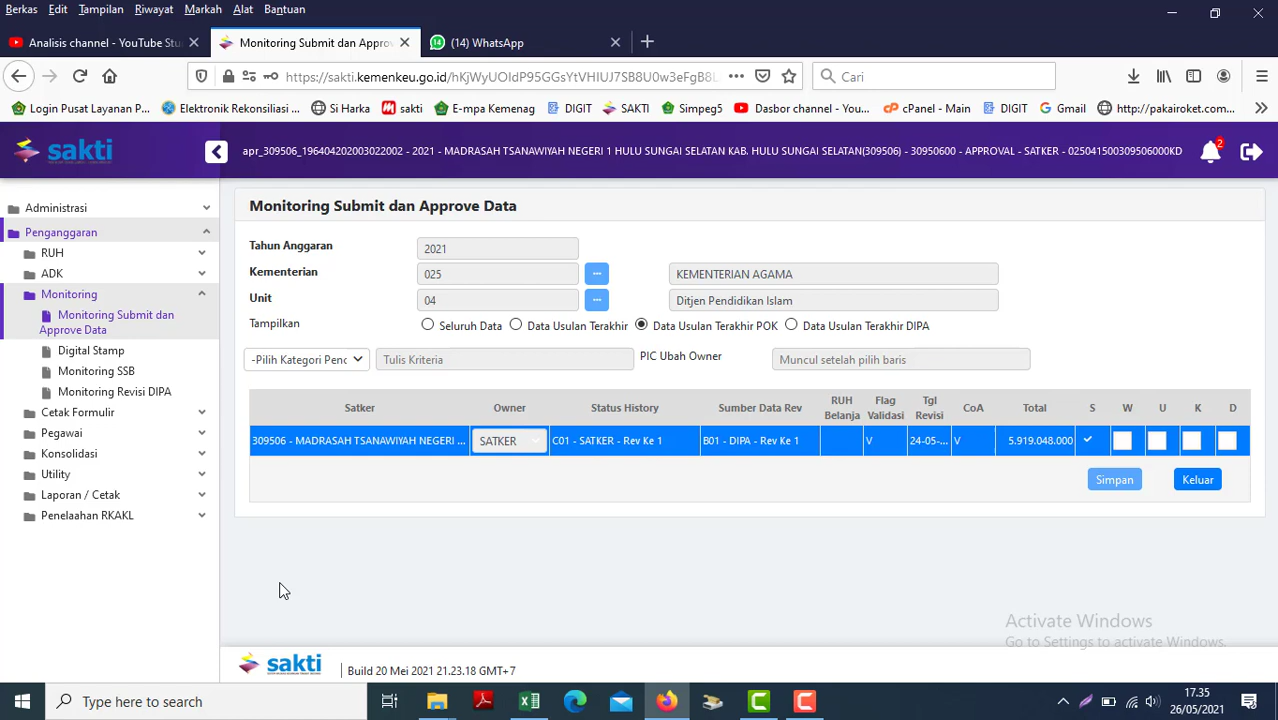 Berkas Edit Tampilan Riwayat Markah Alat Bantuan
Analisis channel - YouTube Stu
Monitoring Submit dan Approv
(14) WhatsApp
https://sakti.kemenkeu.go.id/hKjWyUOIdP95GGsYtVHIUJ7SB8U0w3eFgB8L
Cari
Login Pusat Layanan P... Elektronik Rekonsiliasi ... Si Harka sakti E-mpa Kemenag DIGIT SAKTI Simpeg5 Dasbor channel - You... cPanel - Main DIGIT Gmail http://pakairoket.com...
sakti
apr_309506_196404202003022002 - 2021 - MADRASAH TSANAWIYAH NEGERI 1 HULU SUNGAI SELATAN KAB. HULU SUNGAI SELATAN(309506) - 30950600 - APPROVAL - SATKER - 025041500309506000KD
2
Administrasi
Penganggaran
RUH
ADK
Monitoring
Monitoring Submit dan
Approve Data
Digital Stamp
Monitoring SSB
Monitoring Revisi DIPA
Cetak Formulir
Pegawai
Konsolidasi
Utility
Laporan / Cetak
Penelaahan RKAKL
Monitoring Submit dan Approve Data
Tahun Anggaran 2021
Kementerian 025 ... KEMENTERIAN AGAMA
Unit 04 ... Ditjen Pendidikan Islam
Tampilkan Seluruh Data Data Usulan Terakhir Data Usulan Terakhir POK Data Usulan Terakhir DIPA
-Pilih Kategori Penc Tulis Kriteria PIC Ubah Owner Muncul setelah pilih baris
Satker Owner Status History Sumber Data Rev RUH Belanja Flag Validasi Tgl Revisi CoA Total S W U K D
309506 - MADRASAH TSANAWIYAH NEGERI ... SATKER C01 - SATKER - Rev Ke 1 B01 - DIPA - Rev Ke 1 V 24-05-... V 5.919.048.000
Simpan Keluar
Activate Windows
Go to Settings to activate Windows.
sakti
Build 20 Mei 2021 21.23.18 GMT+7
Type here to search
17.35
26/05/2021